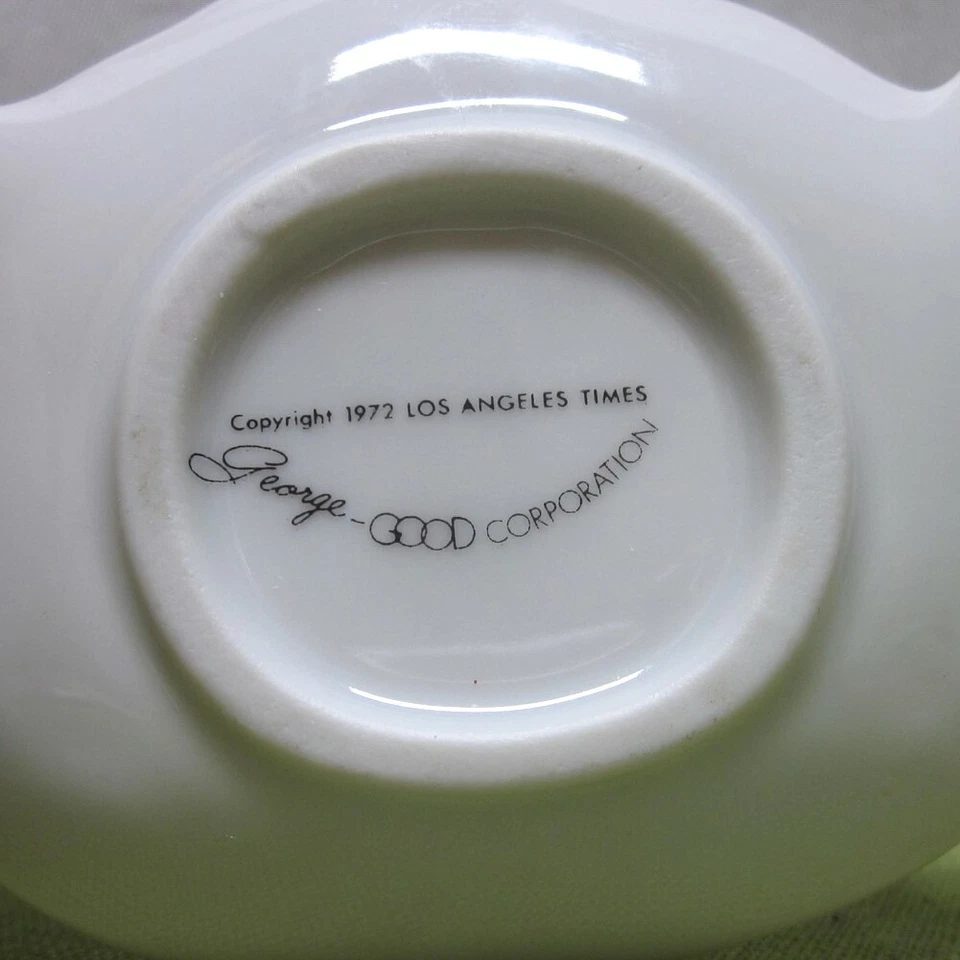 Copyright 1972 LOS ANGELES TIMES
George-GOOD CORPORATION